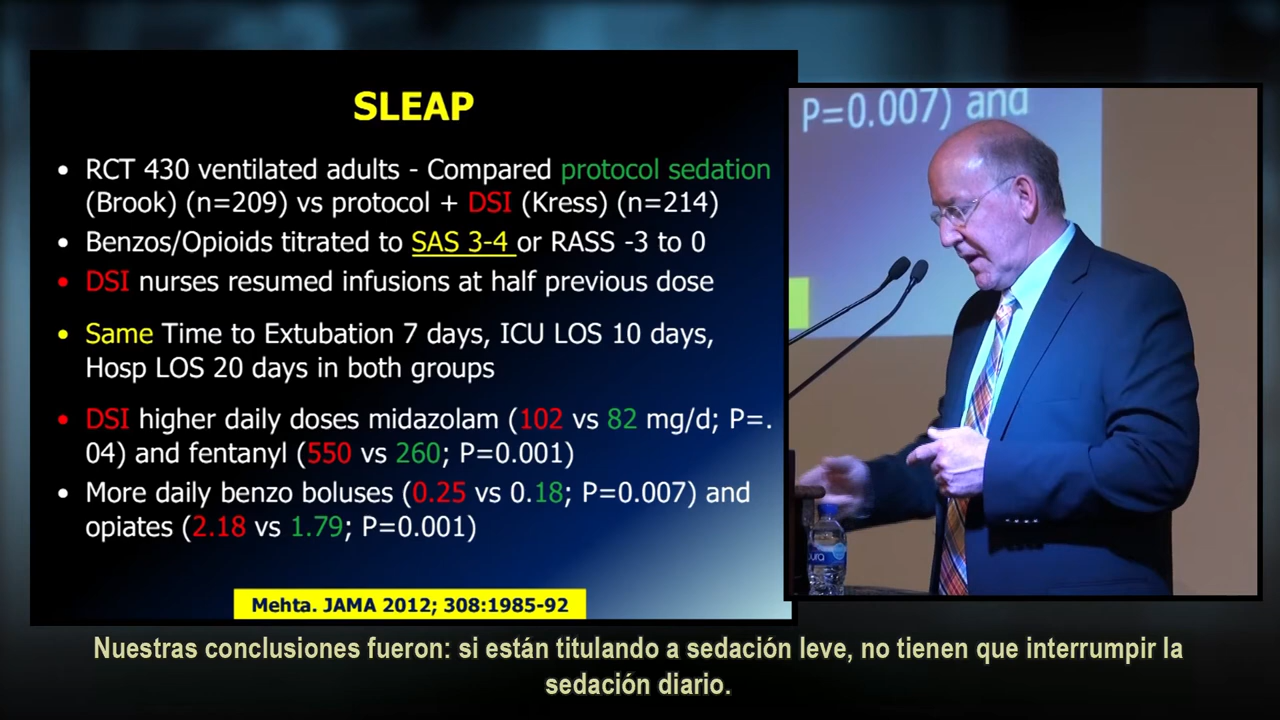 SLEAP
• RCT 430 ventilated adults - Compared protocol sedation
(Brook) (n=209) vs protocol + DSI (Kress) (n=214)
• Benzos/Opioids titrated to SAS 3-4 or RASS -3 to 0
• DSI nurses resumed infusions at half previous dose
• Same Time to Extubation 7 days, ICU LOS 10 days,
Hosp LOS 20 days in both groups
• DSI higher daily doses midazolam (102 vs 82 mg/d; P=.
04) and fentanyl (550 vs 260; P=0.001)
• More daily benzo boluses (0.25 vs 0.18; P=0.007) and
opiates (2.18 vs 1.79; P=0.001)
Mehta. JAMA 2012; 308:1985-92
P=0.007) and
Nuestras conclusiones fueron: si están titulando a sedación leve, no tienen que interrumpir la
sedación diario.